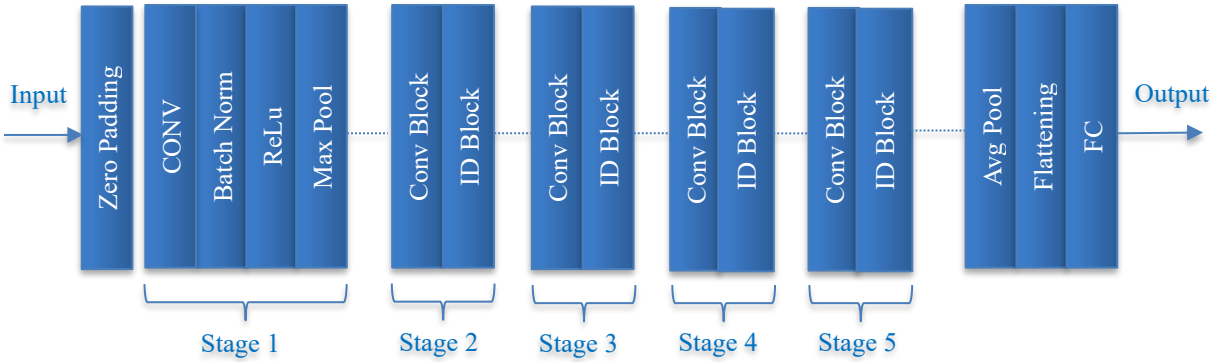 Input
Zero Padding
CONV
Batch Norm
ReLu
Max Pool
Conv Block
ID Block
Conv Block
ID Block
Conv Block
ID Block
Conv Block
ID Block
Avg Pool
Flattening
FC
Output
Stage 1
Stage 2
Stage 3
Stage 4
Stage 5